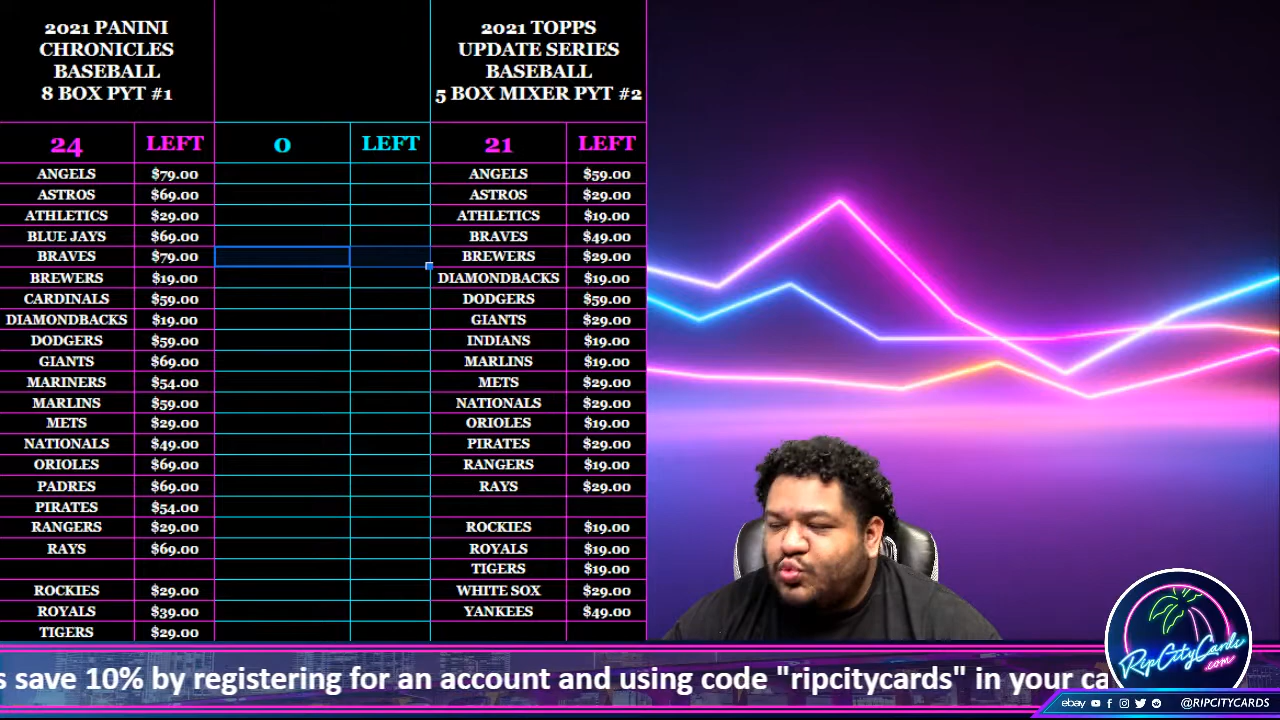 2021 PANINI
CHRONICLES
BASEBALL
8 BOX PYT #1
2021 TOPPS
UPDATE SERIES
BASEBALL
5 BOX MIXER PYT #2
24 LEFT 0 LEFT 21 LEFT
ANGELS $79.00 ANGELS $59.00
ASTROS $69.00 ASTROS $29.00
ATHLETICS $29.00 ATHLETICS $19.00
BLUE JAYS $69.00 BRAVES $49.00
BRAVES $79.00 BREWERS $29.00
BREWERS $19.00 DIAMONDBACKS $19.00
CARDINALS $59.00 DODGERS $59.00
DIAMONDBACKS $19.00 GIANTS $29.00
DODGERS $59.00 INDIANS $19.00
GIANTS $69.00 MARLINS $19.00
MARINERS $54.00 METS $29.00
MARLINS $59.00 NATIONALS $29.00
METS $29.00 ORIOLES $19.00
NATIONALS $49.00 PIRATES $29.00
ORIOLES $69.00 RANGERS $19.00
PADRES $69.00 RAYS $29.00
PIRATES $54.00
RANGERS $29.00 ROCKIES $19.00
RAYS $69.00 ROYALS $19.00
TIGERS $19.00
ROCKIES $29.00 WHITE SOX $29.00
ROYALS $39.00 YANKEES $49.00
TIGERS $29.00
s save 10% by registering for an account and using code "ripcitycards" in your ca
RipCityCards
.com
ebay @RIPCITYCARDS